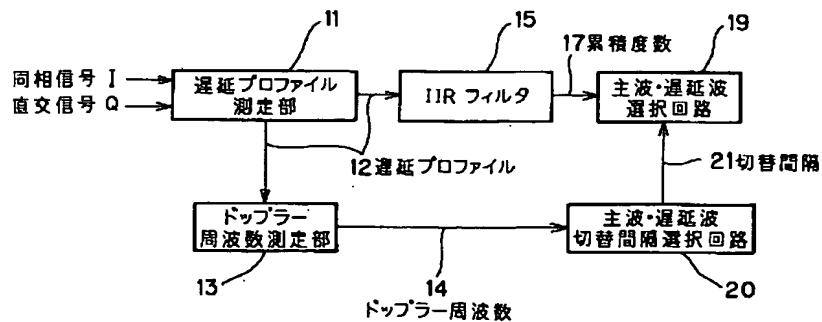 11
15
17累積度数
19
同相信号 I
直交信号 Q
遅延プロファイル
測定部
IIR フィルタ
主波・遅延波
選択回路
12遅延プロファイル
21切替間隔
ドップラー
周波数測定部
主波・遅延波
切替間隔選択回路
13
14
ドップラー周波数
20